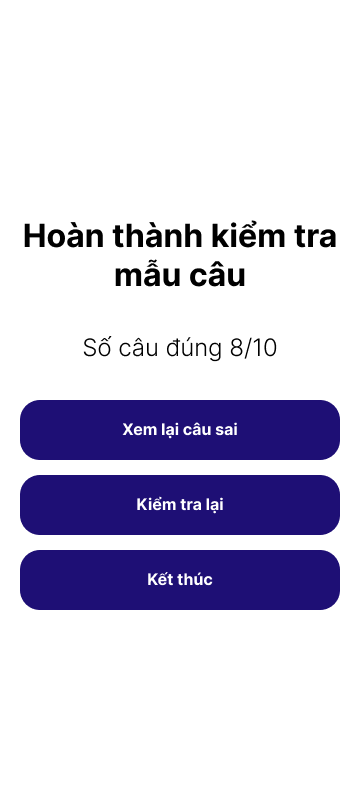 Hoàn thành kiểm tra
mẫu câu
Số câu đúng 8/10
Xem lại câu sai
Kiểm tra lại
Kết thúc